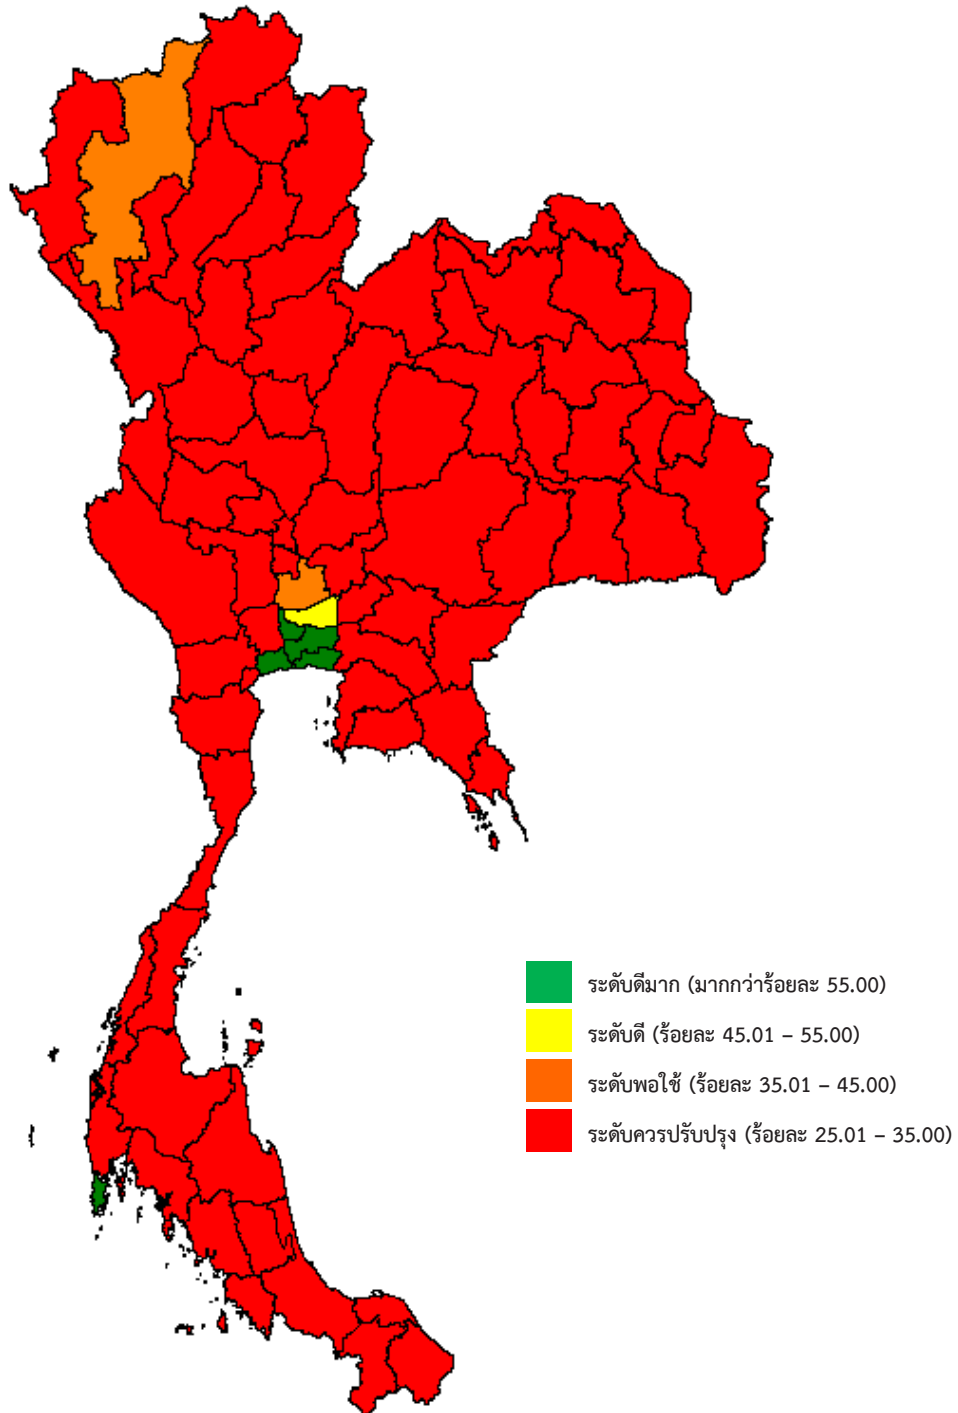 ระดับดีมาก (มากกว่าร้อยละ 55.00)
ระดับดี (ร้อยละ 45.01 – 55.00)
ระดับพอใช้ (ร้อยละ 35.01 – 45.00)
ระดับควรปรับปรุง (ร้อยละ 25.01 – 35.00)